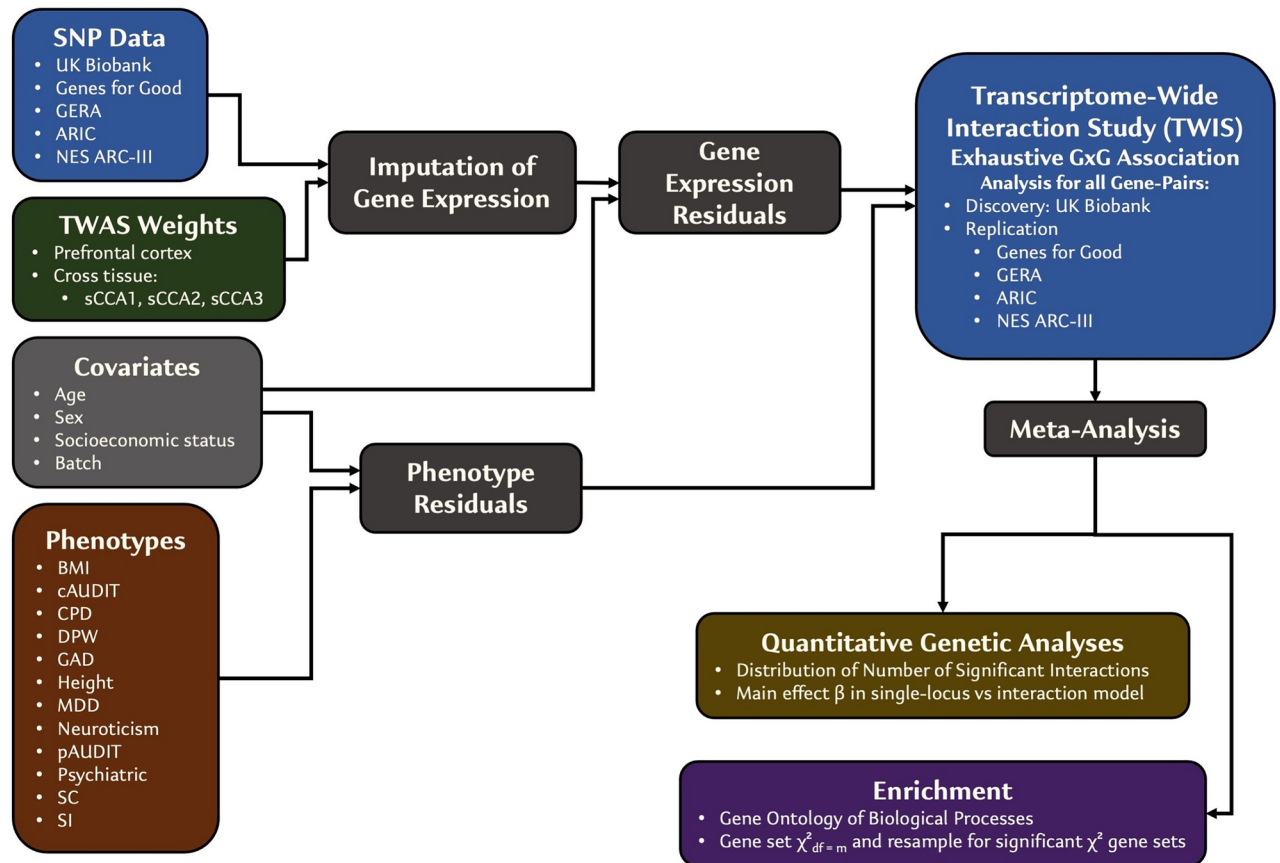 SNP Data
• UK Biobank
• Genes for Good
• GERA
• ARIC
• NES ARC-III
TWAS Weights
• Prefrontal cortex
• Cross tissue:
• sCCA1, sCCA2, sCCA3
Covariates
• Age
• Sex
• Socioeconomic status
• Batch
Phenotypes
• BMI
• cAUDIT
• CPD
• DPW
• GAD
• Height
• MDD
• Neuroticism
• pAUDIT
• Psychiatric
• SC
• SI
Imputation of
Gene Expression
Gene
Expression
Residuals
Phenotype
Residuals
Transcriptome-Wide
Interaction Study (TWIS)
Exhaustive GxG Association
Analysis for all Gene-Pairs:
• Discovery: UK Biobank
• Replication
• Genes for Good
• GERA
• ARIC
• NES ARC-III
Meta-Analysis
Quantitative Genetic Analyses
• Distribution of Number of Significant Interactions
• Main effect β in single-locus vs interaction model
Enrichment
• Gene Ontology of Biological Processes
• Gene set χ²df = m and resample for significant χ² gene sets